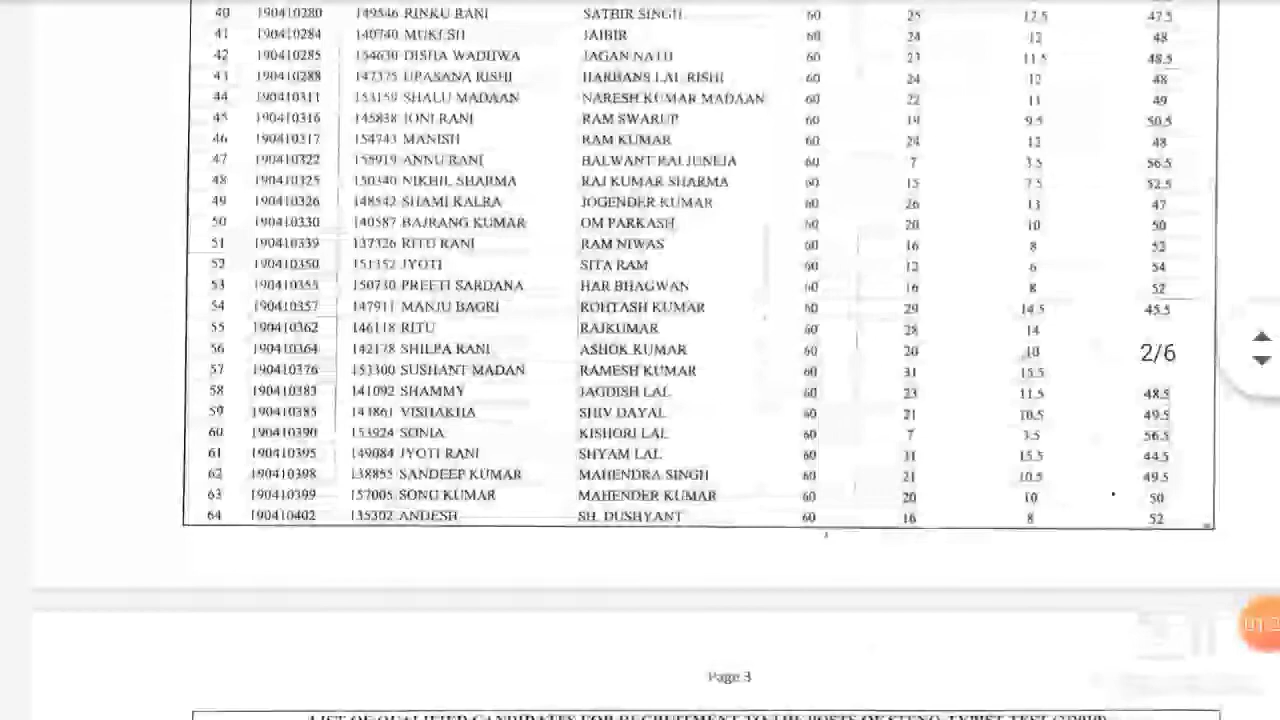 40 190410280 149546 RINKU RANI SATBIR SINGH 60 25 12.5 47.5
41 190410284 140740 MUKESH JAIBIR 60 24 12 48
42 190410285 154630 DISHA WADHWA JAGAN NATH 60 23 11.5 48.5
43 190410288 147375 UPASANA RISHI HARBANS LAL RISHI 60 24 12 48
44 190410311 153159 SHALU MADAAN NARESH KUMAR MADAAN 60 22 11 49
45 190410316 145838 JONI RANI RAM SWARUP 60 19 9.5 50.5
46 190410317 154743 MANISH RAM KUMAR 60 24 12 48
47 190410322 155919 ANNU RANI BALWANT RAI JUNEJA 60 7 3.5 56.5
48 190410325 150340 NIKHIL SHARMA RAJ KUMAR SHARMA 60 15 7.5 52.5
49 190410326 148542 SHAMI KALRA JOGENDER KUMAR 60 26 13 47
50 190410330 140587 BAJRANG KUMAR OM PARKASH 60 20 10 50
51 190410339 137326 RITU RANI RAM NIWAS 60 16 8 52
52 190410350 151352 JYOTI SITA RAM 60 12 6 54
53 190410355 150730 PREETI SARDANA HAR BHAGWAN 60 16 8 52
54 190410357 147911 MANJU BAGRI ROHTASH KUMAR 60 29 14.5 45.5
55 190410362 146118 RITU RAJKUMAR 60 28 14
56 190410364 142178 SHILPA RANI ASHOK KUMAR 60 20 10 2/6
57 190410376 153300 SUSHANT MADAN RAMESH KUMAR 60 31 15.5
58 190410383 141092 SHAMMY JAGDISH LAL 60 23 11.5 48.5
59 190410385 141861 VISHAKHA SHIV DAYAL 60 21 10.5 49.5
60 190410390 153924 SONIA KISHORI LAL 60 7 3.5 56.5
61 190410395 149084 JYOTI RANI SHYAM LAL 60 31 15.5 44.5
62 190410398 138855 SANDEEP KUMAR MAHENDRA SINGH 60 21 10.5 49.5
63 190410399 157005 SONU KUMAR MAHENDER KUMAR 60 20 10 50
64 190410402 135302 ANDESH SH. DUSHYANT 60 16 8 52
Page 3
LIST OF QUALIFIED CANDIDATES FOR RECRUITMENT TO THE POSTS OF STENO-TYPIST TEST